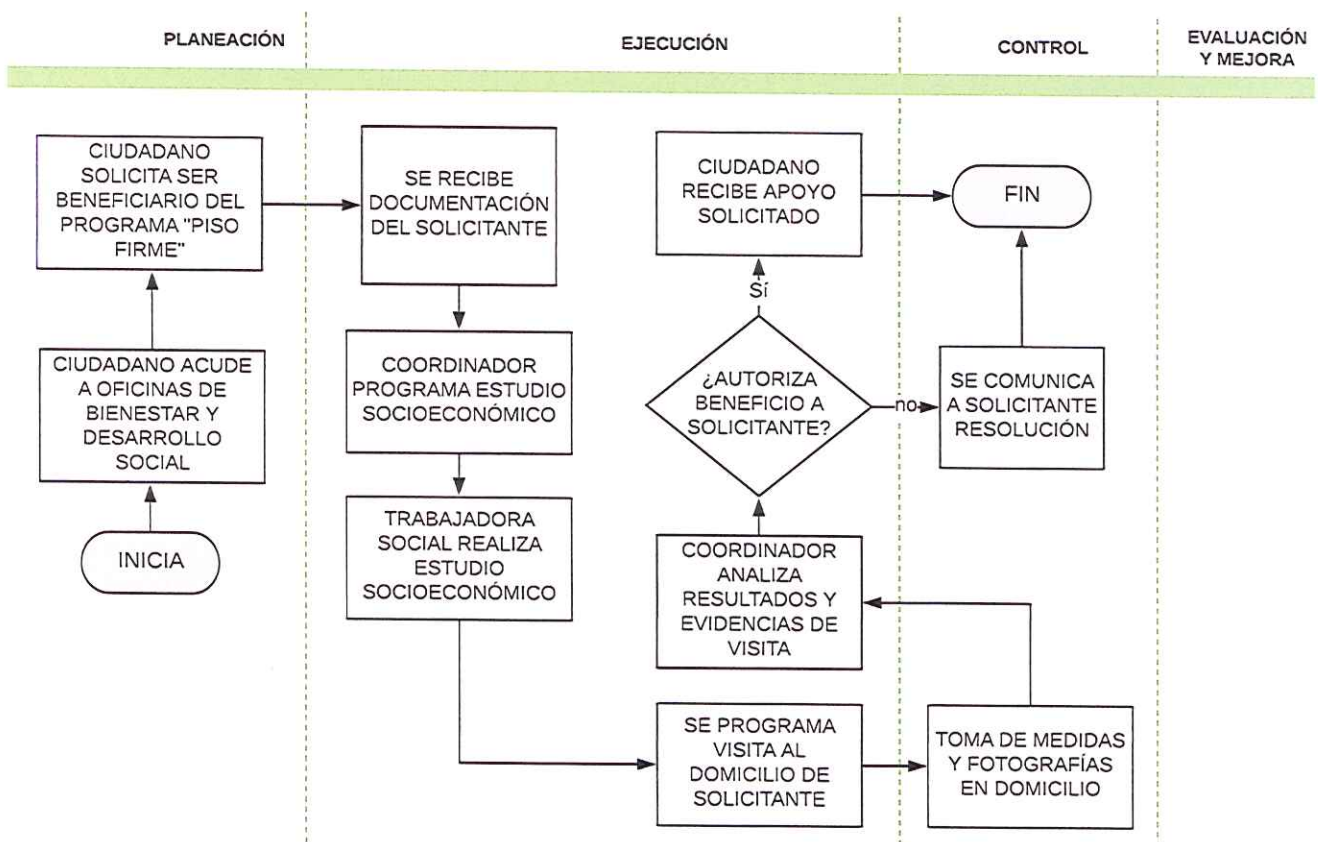 PLANEACIÓN
EJECUCIÓN
CONTROL
EVALUACIÓN
Y MEJORA
CIUDADANO
SOLICITA SER
BENEFICIARIO DEL
PROGRAMA "PISO
FIRME"
SE RECIBE
DOCUMENTACIÓN
DEL SOLICITANTE
CIUDADANO
RECIBE APOYO
SOLICITADO
FIN
Sí
CIUDADANO ACUDE
A OFICINAS DE
BIENESTAR Y
DESARROLLO
SOCIAL
COORDINADOR
PROGRAMA ESTUDIO
SOCIOECONÓMICO
¿AUTORIZA
BENEFICIO A
SOLICITANTE?
no
SE COMUNICA
A SOLICITANTE
RESOLUCIÓN
INICIA
TRABAJADORA
SOCIAL REALIZA
ESTUDIO
SOCIOECONÓMICO
COORDINADOR
ANALIZA
RESULTADOS Y
EVIDENCIAS DE
VISITA
SE PROGRAMA
VISITA AL
DOMICILIO DE
SOLICITANTE
TOMA DE MEDIDAS
Y FOTOGRAFÍAS
EN DOMICILIO